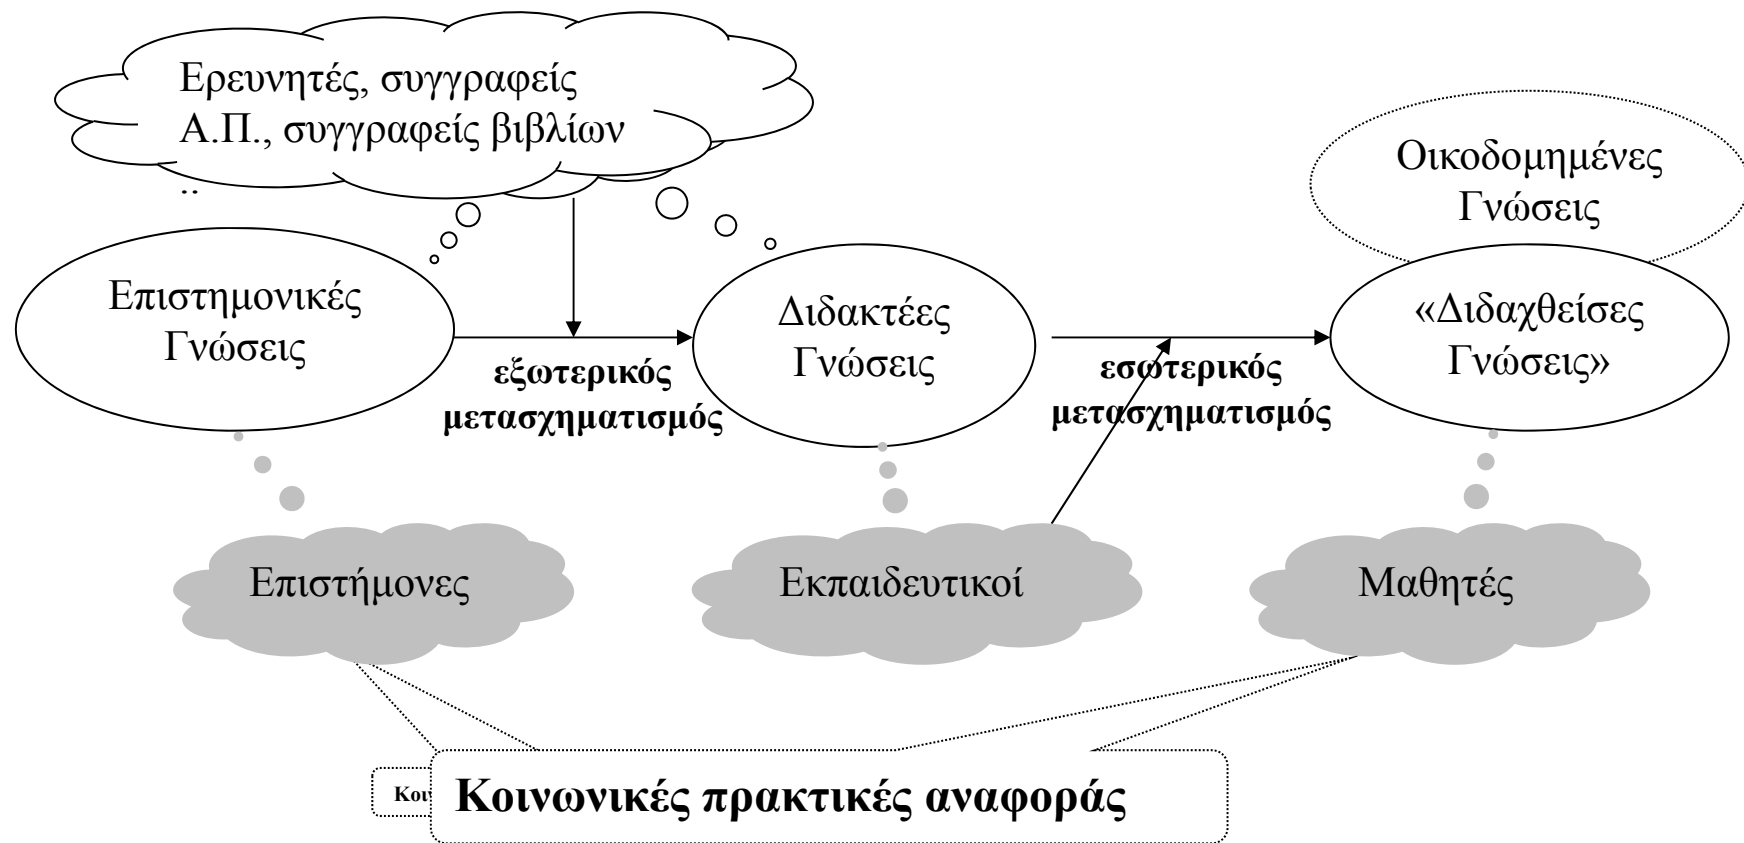 Ερευνητές, συγγραφείς
Α.Π., συγγραφείς βιβλίων
..
Οικοδομημένες
Γνώσεις
Επιστημονικές
Γνώσεις
εξωτερικός
μετασχηματισμός
Διδακτέες
Γνώσεις
εσωτερικός
μετασχηματισμός
«Διδαχθείσες
Γνώσεις»
Επιστήμονες
Εκπαιδευτικοί
Μαθητές
Κοινωνικές πρακτικές αναφοράς